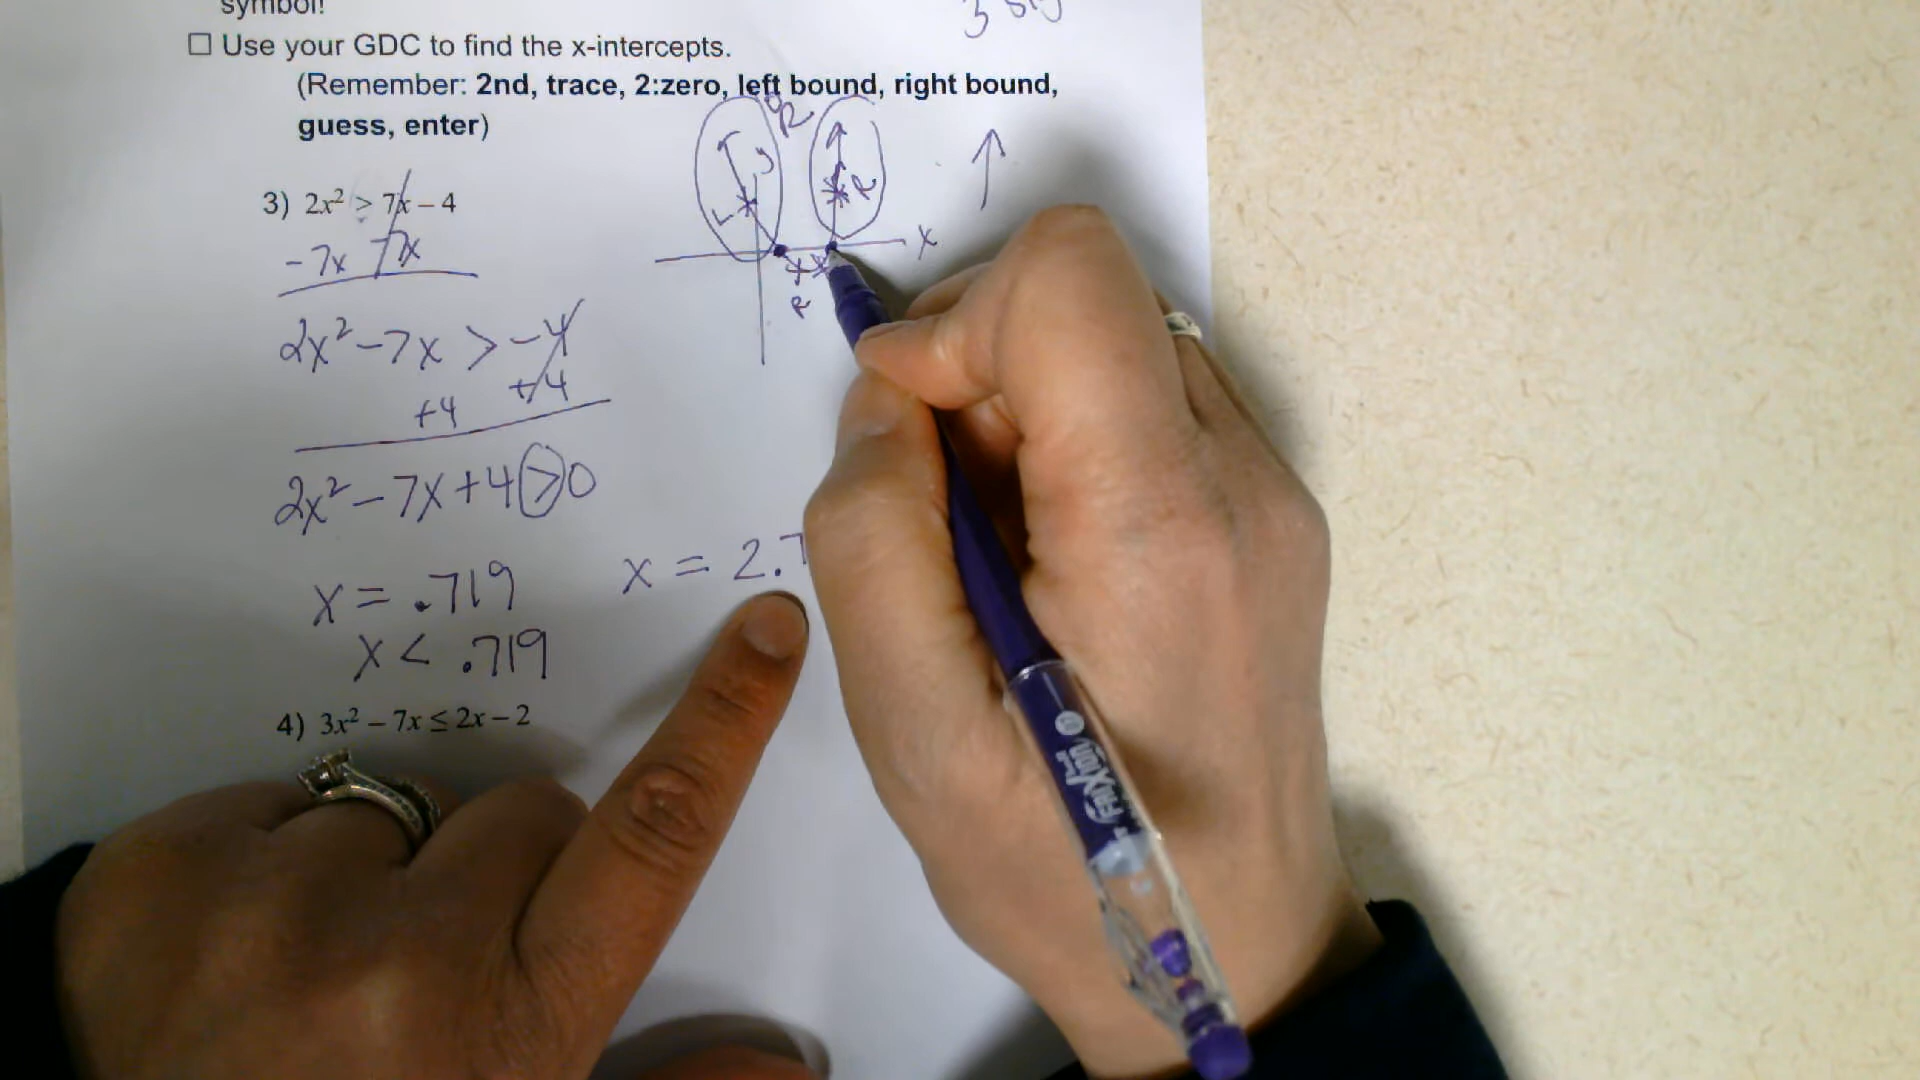 symbol!
☐ Use your GDC to find the x-intercepts.
(Remember: 2nd, trace, 2:zero, left bound, right bound,
guess, enter)
3) 2x² > 7x – 4
-7x -7x
2x² - 7x > -4
+4 +4
2x² - 7x + 4 > 0
x = .719 x = 2.7
x < .719
4) 3x² – 7x ≤ 2x – 2
R
y
L
R
x
R
FriXion